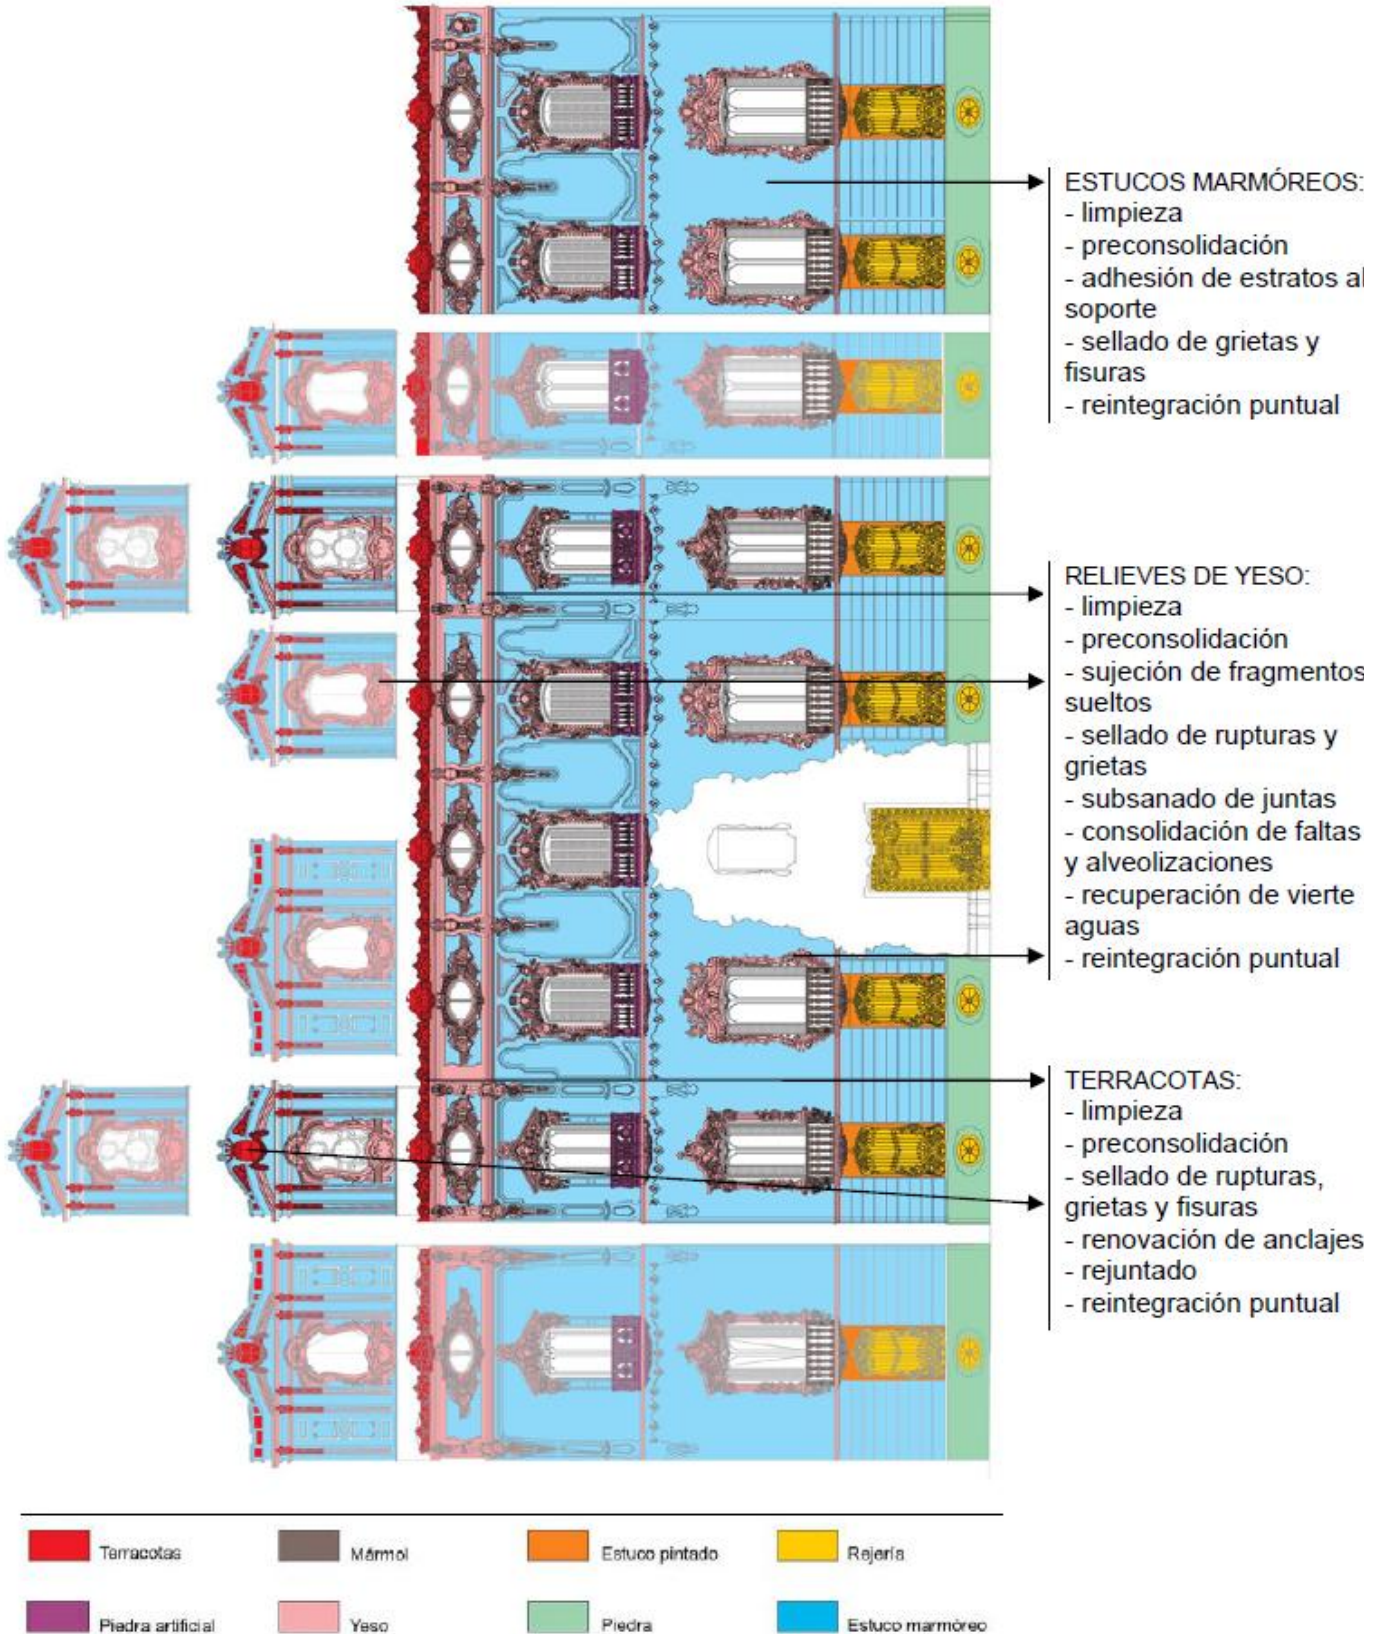 ESTUCOS MARMÓREOS:
- limpieza
- preconsolidación
- adhesión de estratos al
soporte
- sellado de grietas y
fisuras
- reintegración puntual
RELIEVES DE YESO:
- limpieza
- preconsolidación
- sujeción de fragmentos
sueltos
- sellado de rupturas y
grietas
- subsanado de juntas
- consolidación de faltas
y alveolizaciones
- recuperación de vierte
aguas
- reintegración puntual
TERRACOTAS:
- limpieza
- preconsolidación
- sellado de rupturas,
grietas y fisuras
- renovación de anclajes
- rejuntado
- reintegración puntual
Terracotas
Mármol
Estuco pintado
Rejería
Piedra artificial
Yeso
Piedra
Estuco marmóreo